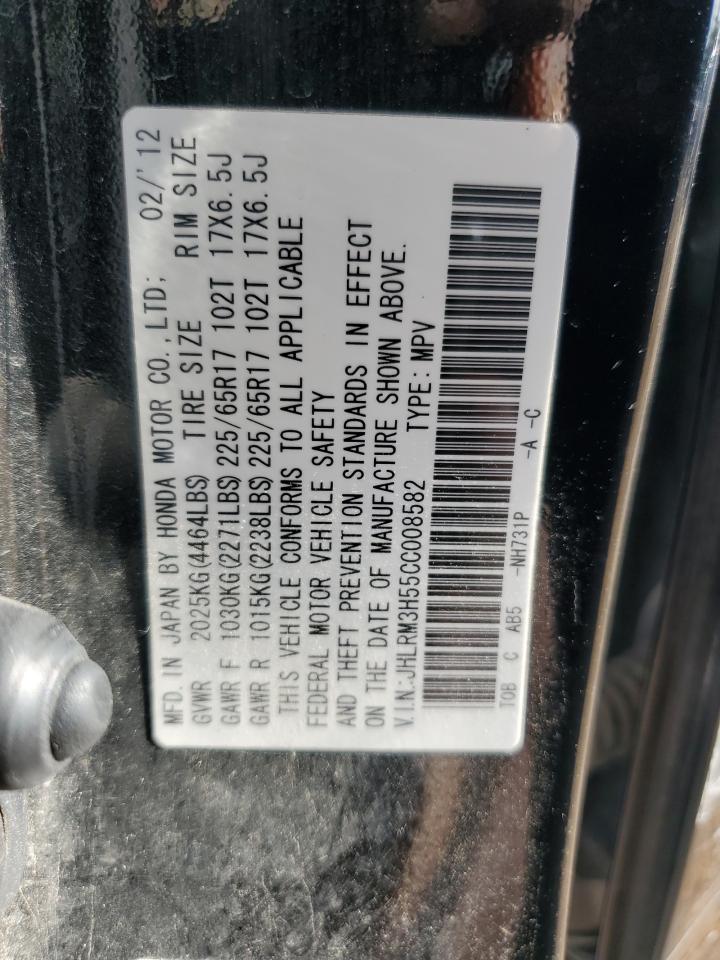 MFD. IN JAPAN BY HONDA MOTOR CO.,LTD; 02/'12
GVWR 2025KG(4464LBS) TIRE SIZE RIM SIZE
GAWR F 1030KG(2271LBS) 225/65R17 102T 17X6.5J
GAWR R 1015KG(2238LBS) 225/65R17 102T 17X6.5J
THIS VEHICLE CONFORMS TO ALL APPLICABLE
FEDERAL MOTOR VEHICLE SAFETY
AND THEFT PREVENTION STANDARDS IN EFFECT
ON THE DATE OF MANUFACTURE SHOWN ABOVE.
V.I.N.:JHLRM3H55CC008582 TYPE: MPV
TOB C AB5 -NH731P -A -C